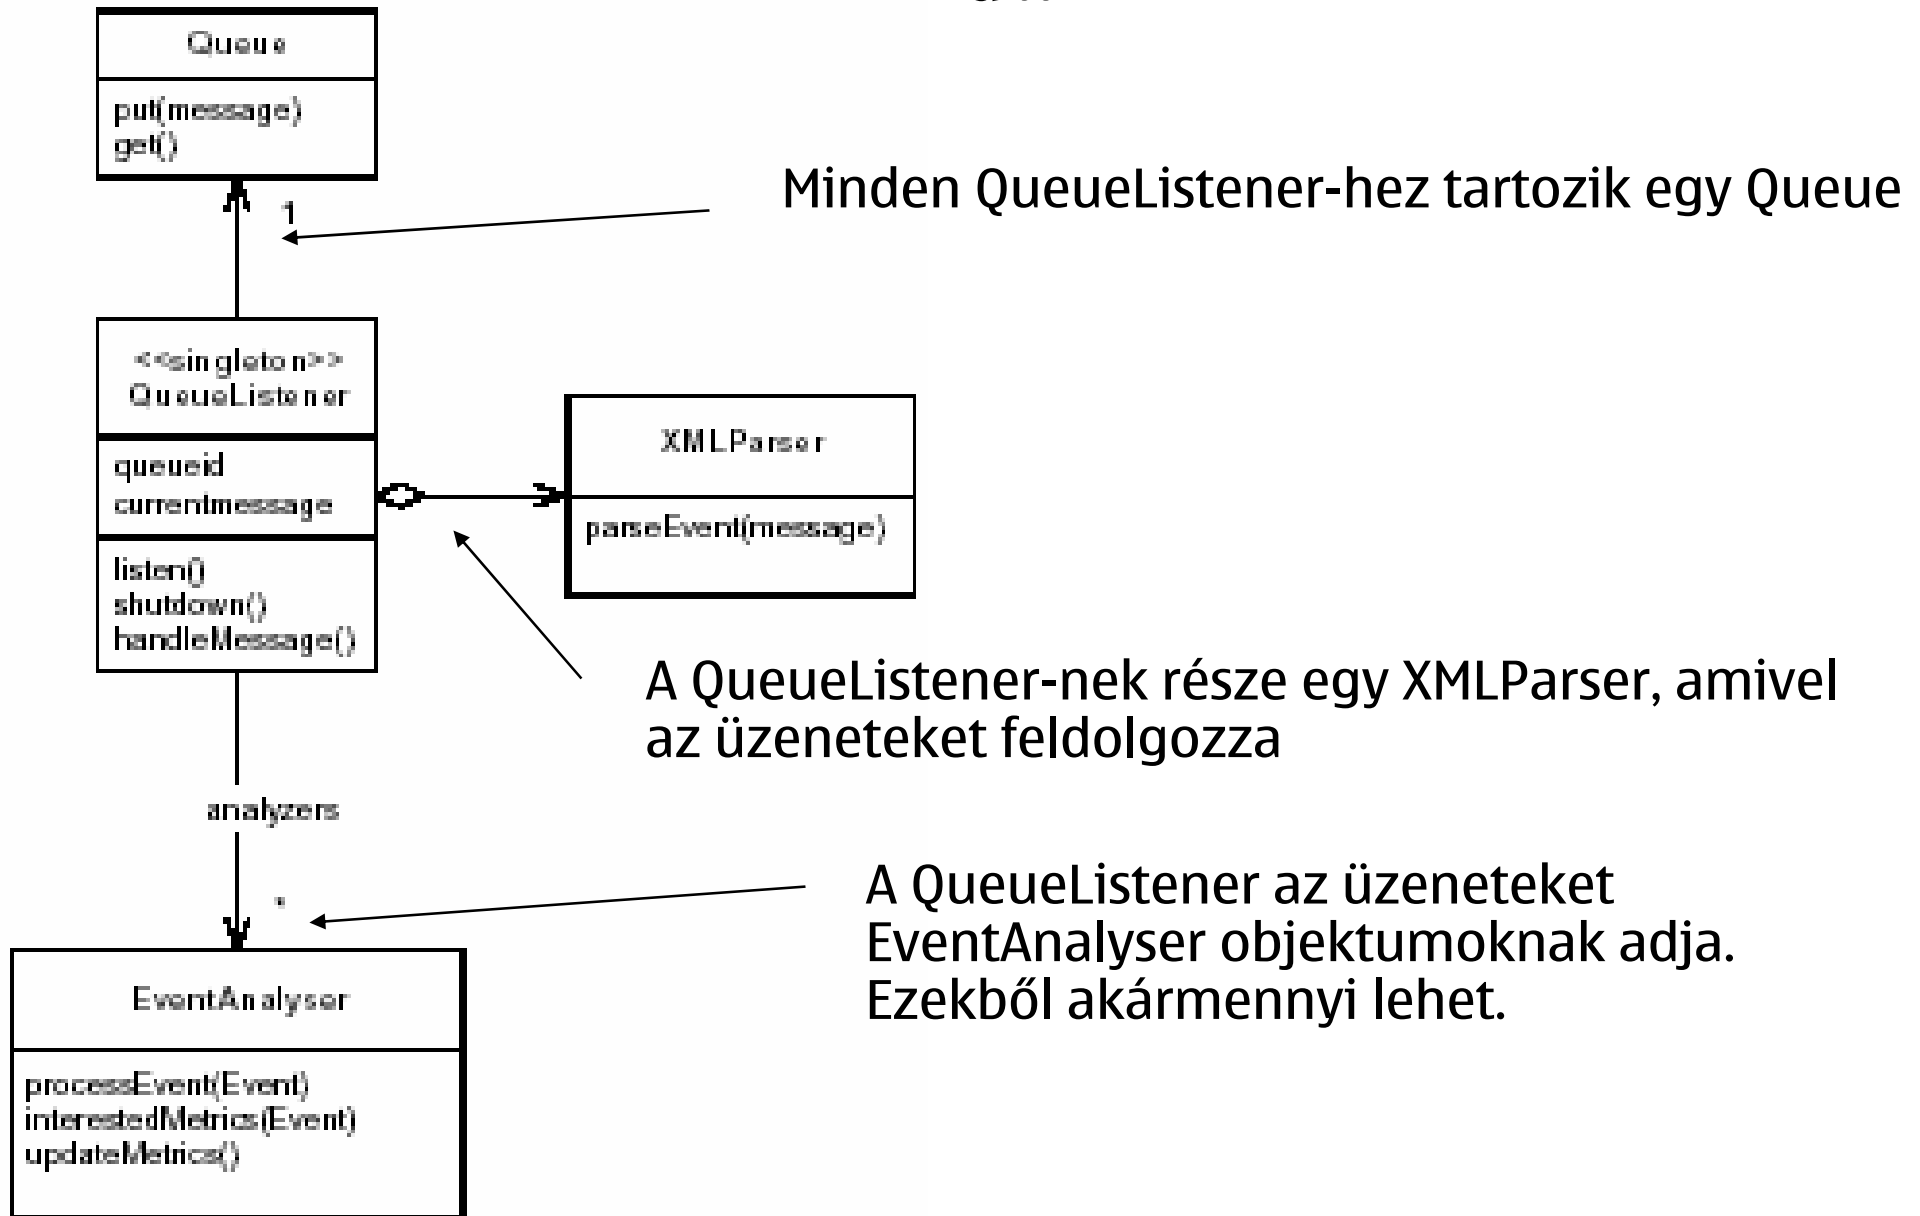 Queue
put(message)
get()
1
Minden QueueListener-hez tartozik egy Queue
<<singleton>>
QueueListener
queueid
currentmessage
listen()
shutdown()
handleMessage()
XMLParser
parseEvent(message)
A QueueListener-nek része egy XMLParser, amivel
az üzeneteket feldolgozza
analyzers
*
A QueueListener az üzeneteket
EventAnalyser objektumoknak adja.
Ezekből akármennyi lehet.
EventAnalyser
processEvent(Event)
interestedMetrics(Event)
updateMetrics()